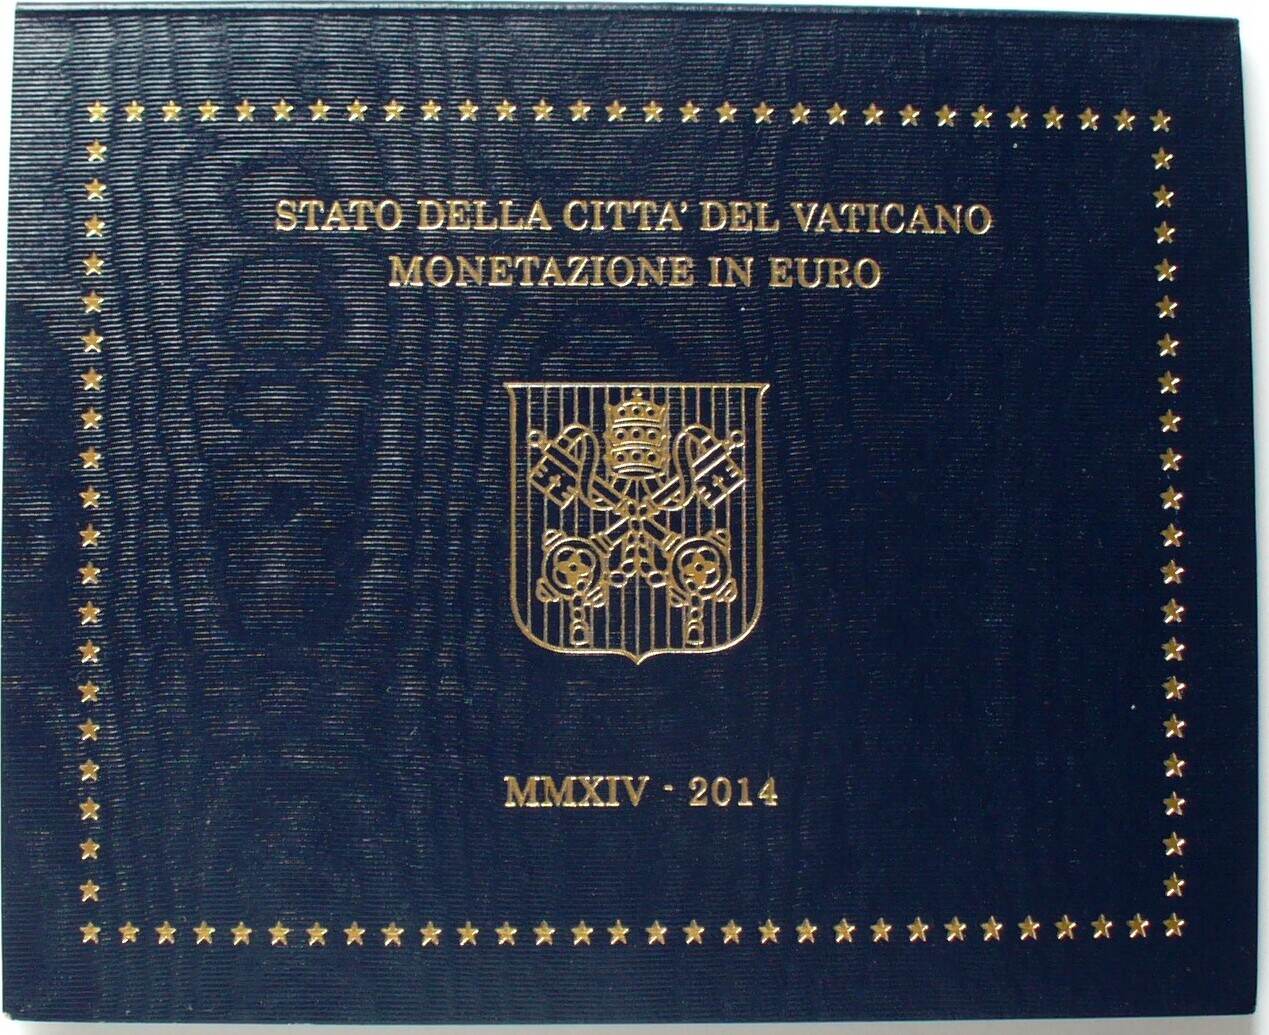 STATO DELLA CITTA' DEL VATICANO
MONETAZIONE IN EURO
MMXIV - 2014